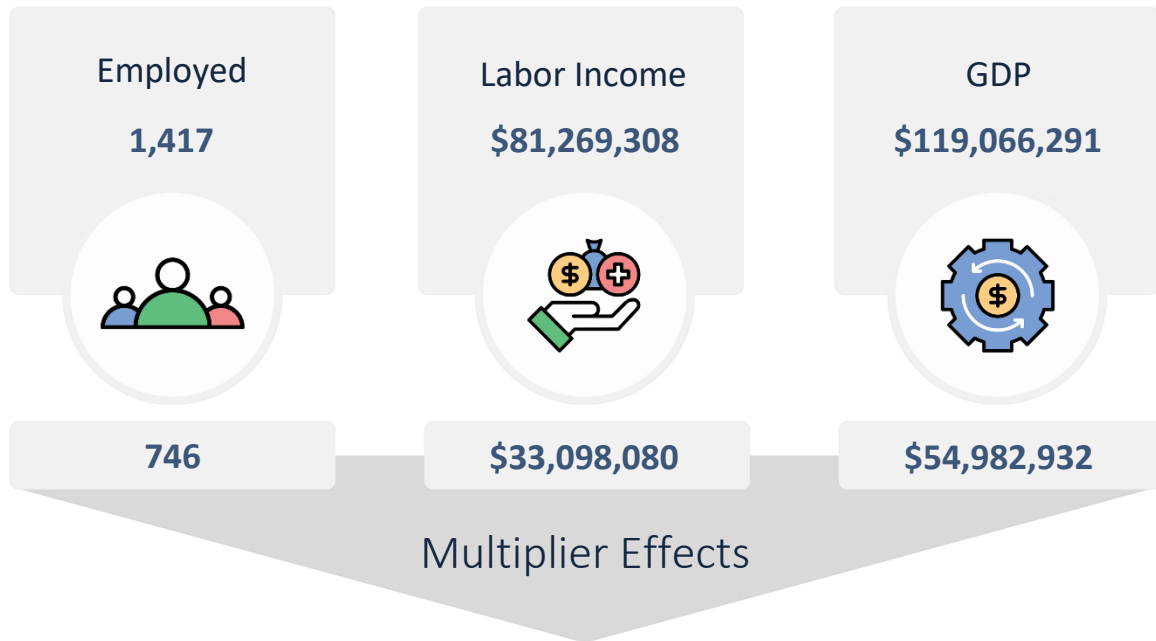 Employed
1,417
Labor Income
$81,269,308
GDP
$119,066,291
$
$
746
$33,098,080
$54,982,932
Multiplier Effects